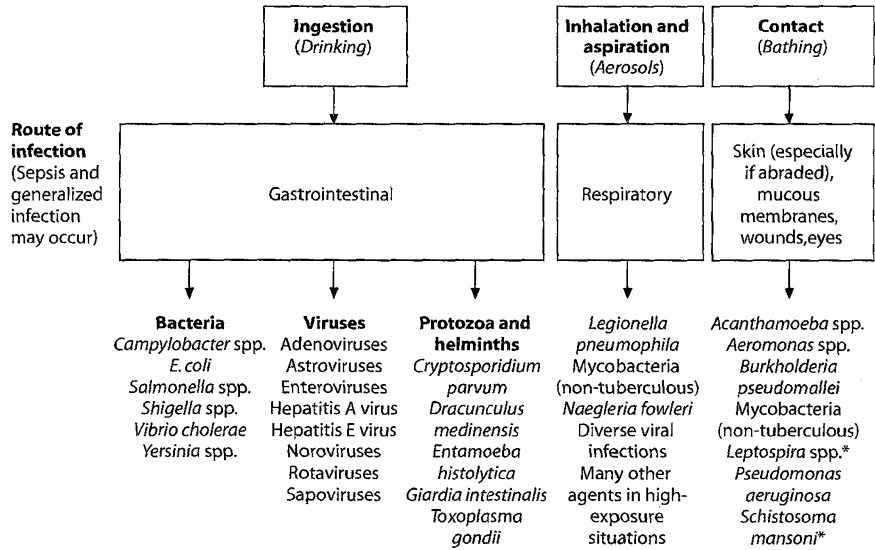 Ingestion
(Drinking)
Inhalation and
aspiration
(Aerosols)
Contact
(Bathing)
Route of
infection
(Sepsis and
generalized
infection
may occur)
Gastrointestinal
Respiratory
Skin (especially
if abraded),
mucous
membranes,
wounds,eyes
Bacteria
Campylobacter spp.
E. coli
Salmonella spp.
Shigella spp.
Vibrio cholerae
Yersinia spp.
Viruses
Adenoviruses
Astroviruses
Enteroviruses
Hepatitis A virus
Hepatitis E virus
Noroviruses
Rotaviruses
Sapoviruses
Protozoa and
helminths
Cryptosporidium
parvum
Dracunculus
medinensis
Entamoeba
histolytica
Giardia intestinalis
Toxoplasma
gondii
Legionella
pneumophila
Mycobacteria
(non-tuberculous)
Naegleria fowleri
Diverse viral
infections
Many other
agents in high-
exposure
situations
Acanthamoeba spp.
Aeromonas spp.
Burkholderia
pseudomallei
Mycobacteria
(non-tuberculous)
Leptospira spp.*
Pseudomonas
aeruginosa
Schistosoma
mansoni*